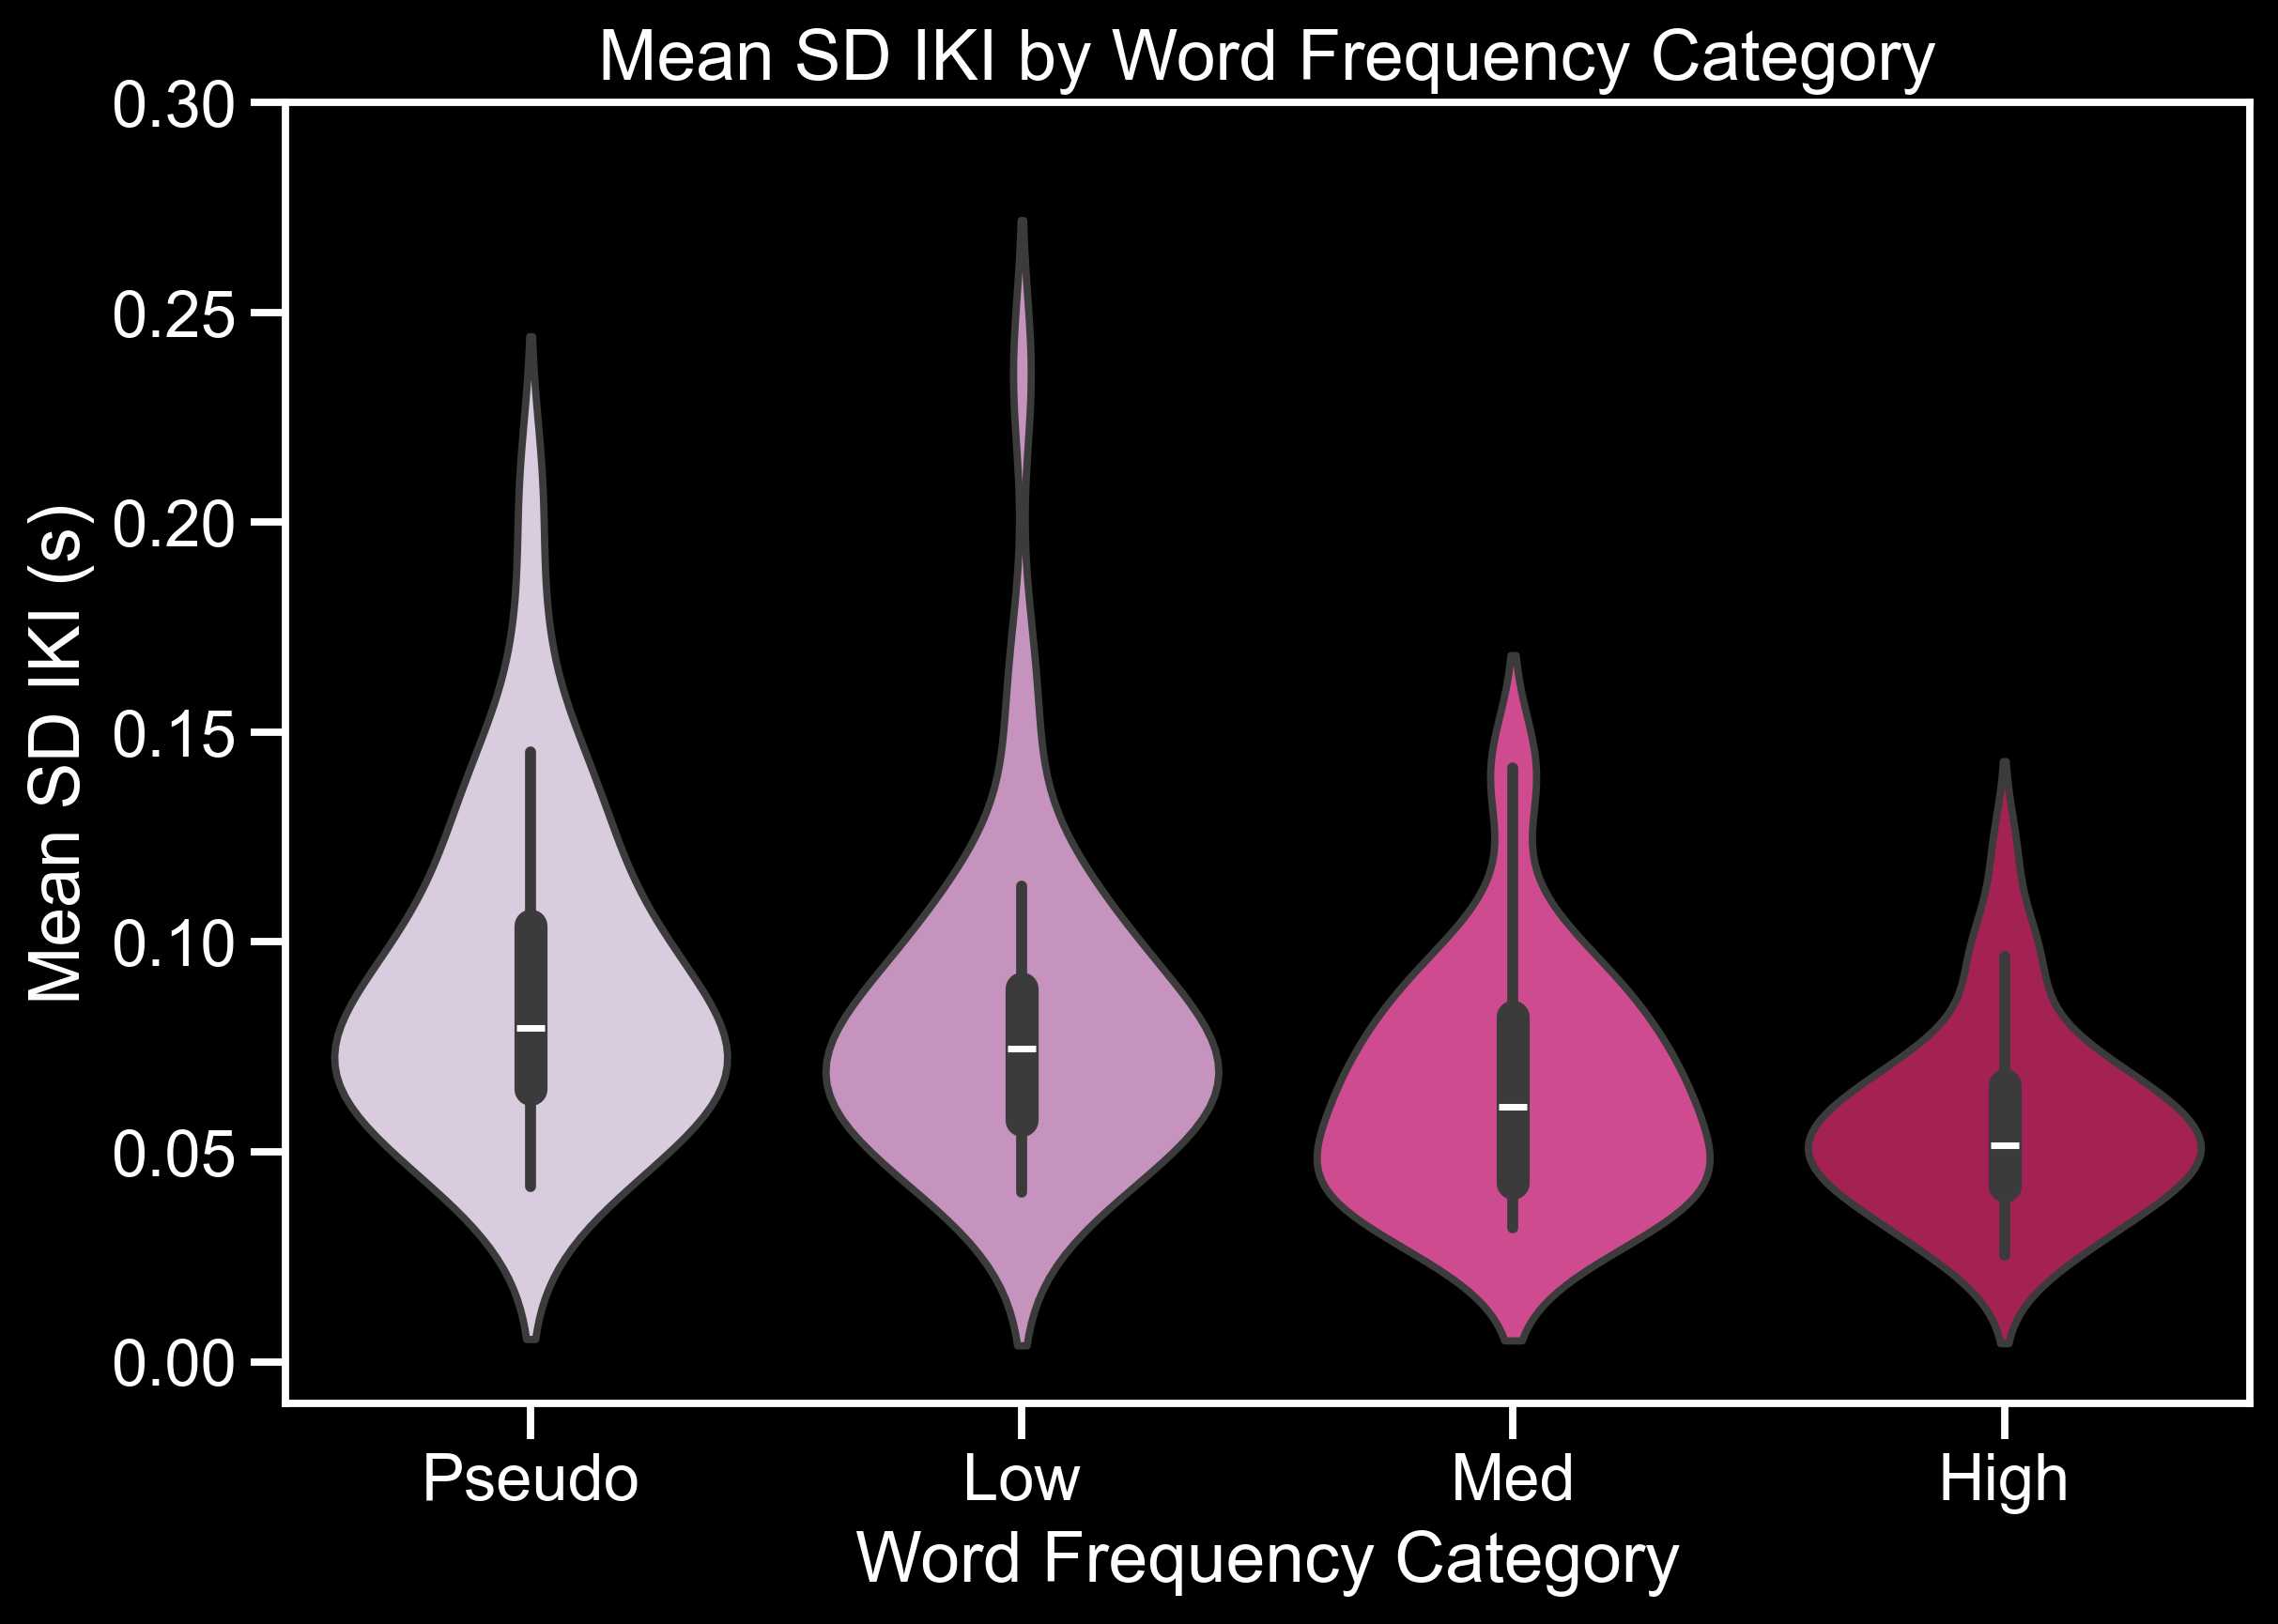 Mean SD IKI by Word Frequency Category
Mean SD IKI (s)
0.30
0.25
0.20
0.15
0.10
0.05
0.00
Pseudo Low Med High
Word Frequency Category